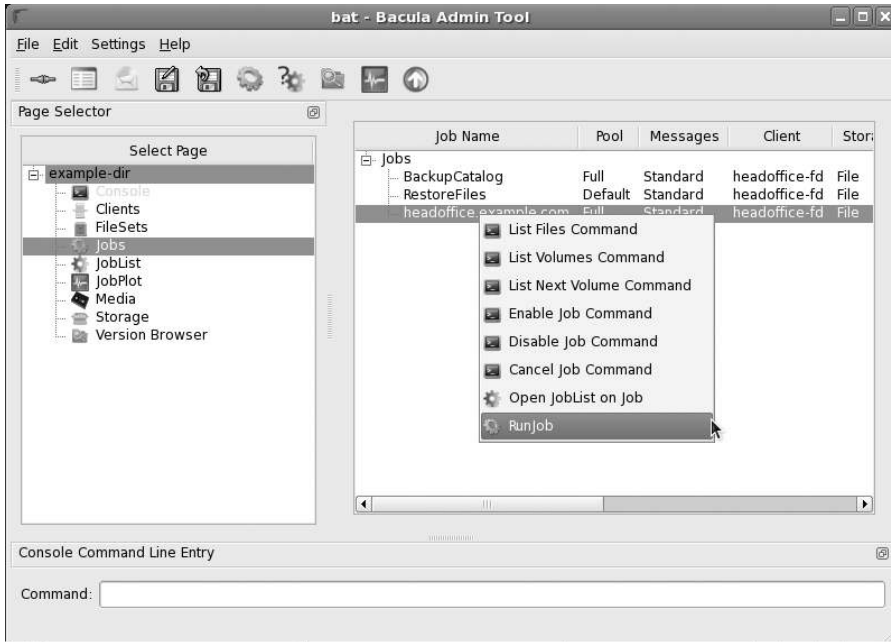 bat - Bacula Admin Tool
File Edit Settings Help
Page Selector
Select Page
example-dir
Console
Clients
FileSets
Jobs
JobList
JobPlot
Media
Storage
Version Browser
Job Name Pool Messages Client Stora
Jobs
BackupCatalog Full Standard headoffice-fd File
RestoreFiles Default Standard headoffice-fd File
headoffice.example.com Full Standard headoffice-fd File
List Files Command
List Volumes Command
List Next Volume Command
Enable Job Command
Disable Job Command
Cancel Job Command
Open JobList on Job
RunJob
Console Command Line Entry
Command: